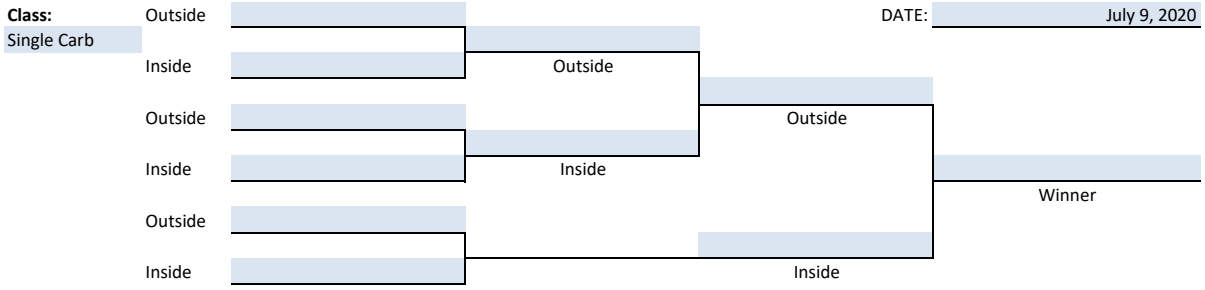 Class: Outside DATE: July 9, 2020
Single Carb
Inside Outside
Outside Outside
Inside Inside
Winner
Outside
Inside Inside